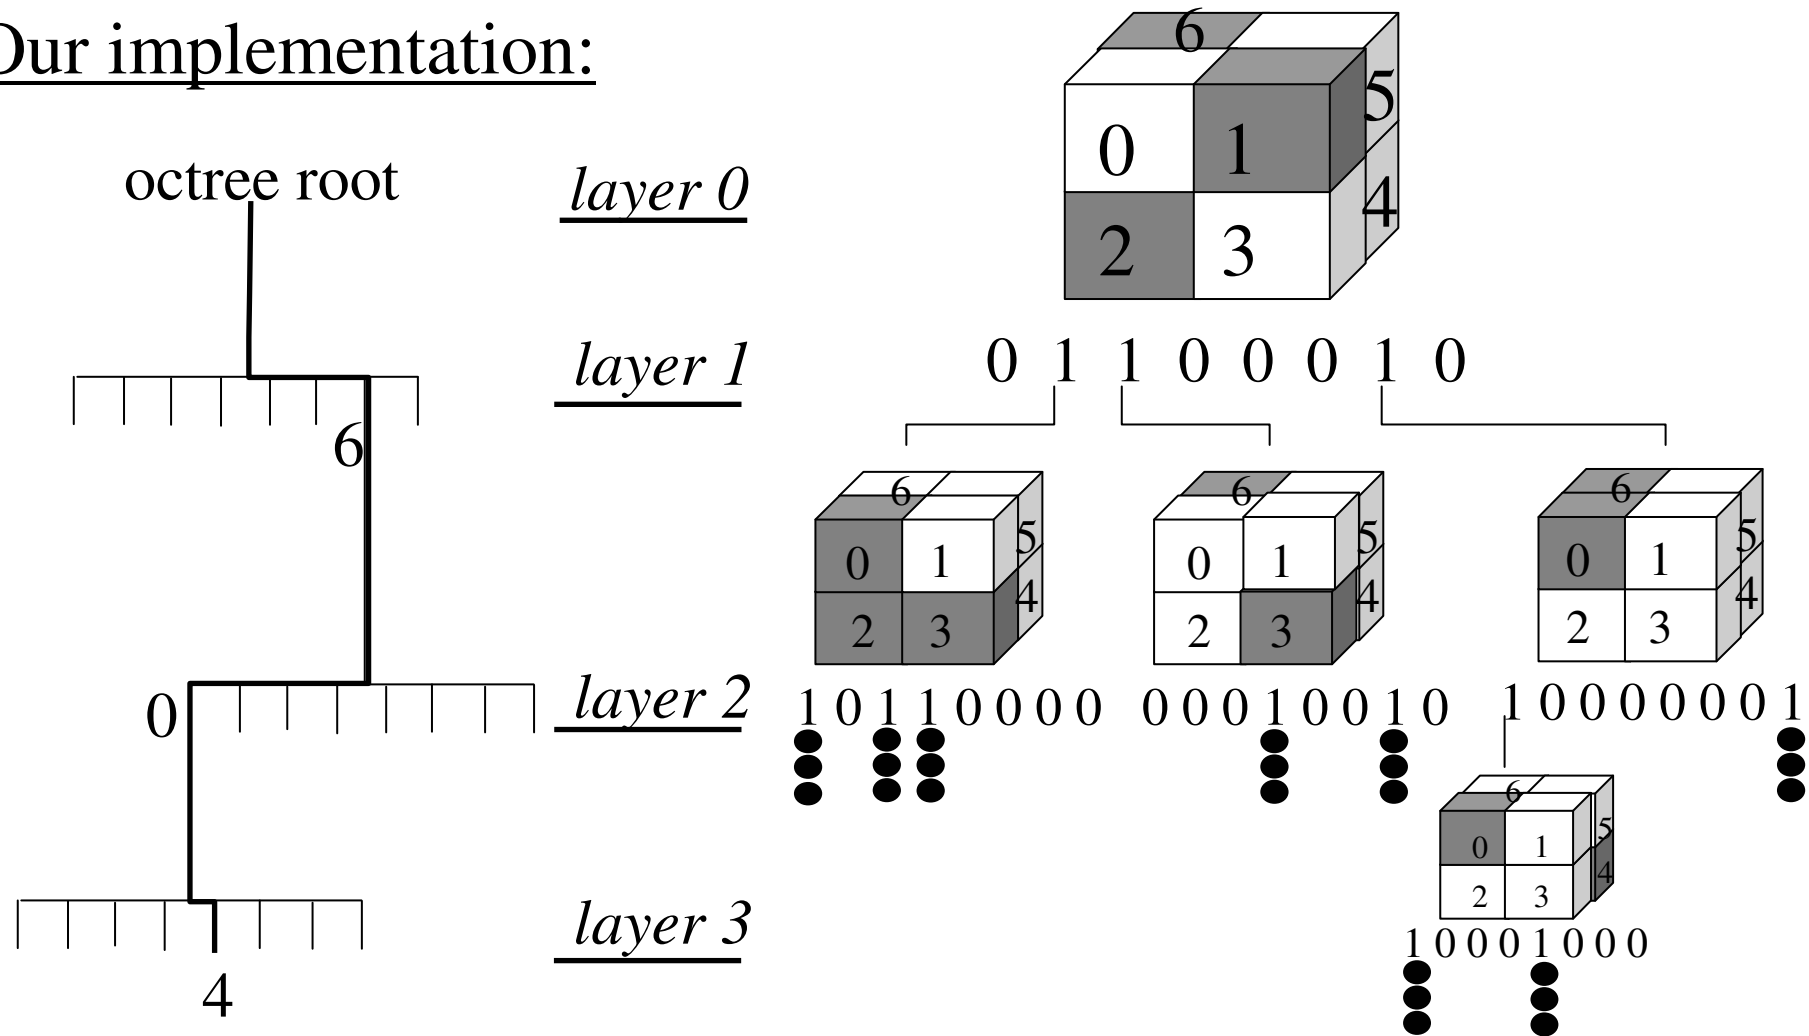 Our implementation:
octree root
layer 0
6
5
0 1
4
2 3
layer 1
0 1 1 0 0 0 1 0
6
6
5
0 1
4
2 3
6
5
0 1
4
2 3
6
5
0 1
4
2 3
0
layer 2
1 0 1 1 0 0 0 0
0 0 0 1 0 0 1 0
1 0 0 0 0 0 0 1
6
5
0 1
4
2 3
layer 3
1 0 0 0 1 0 0 0
4